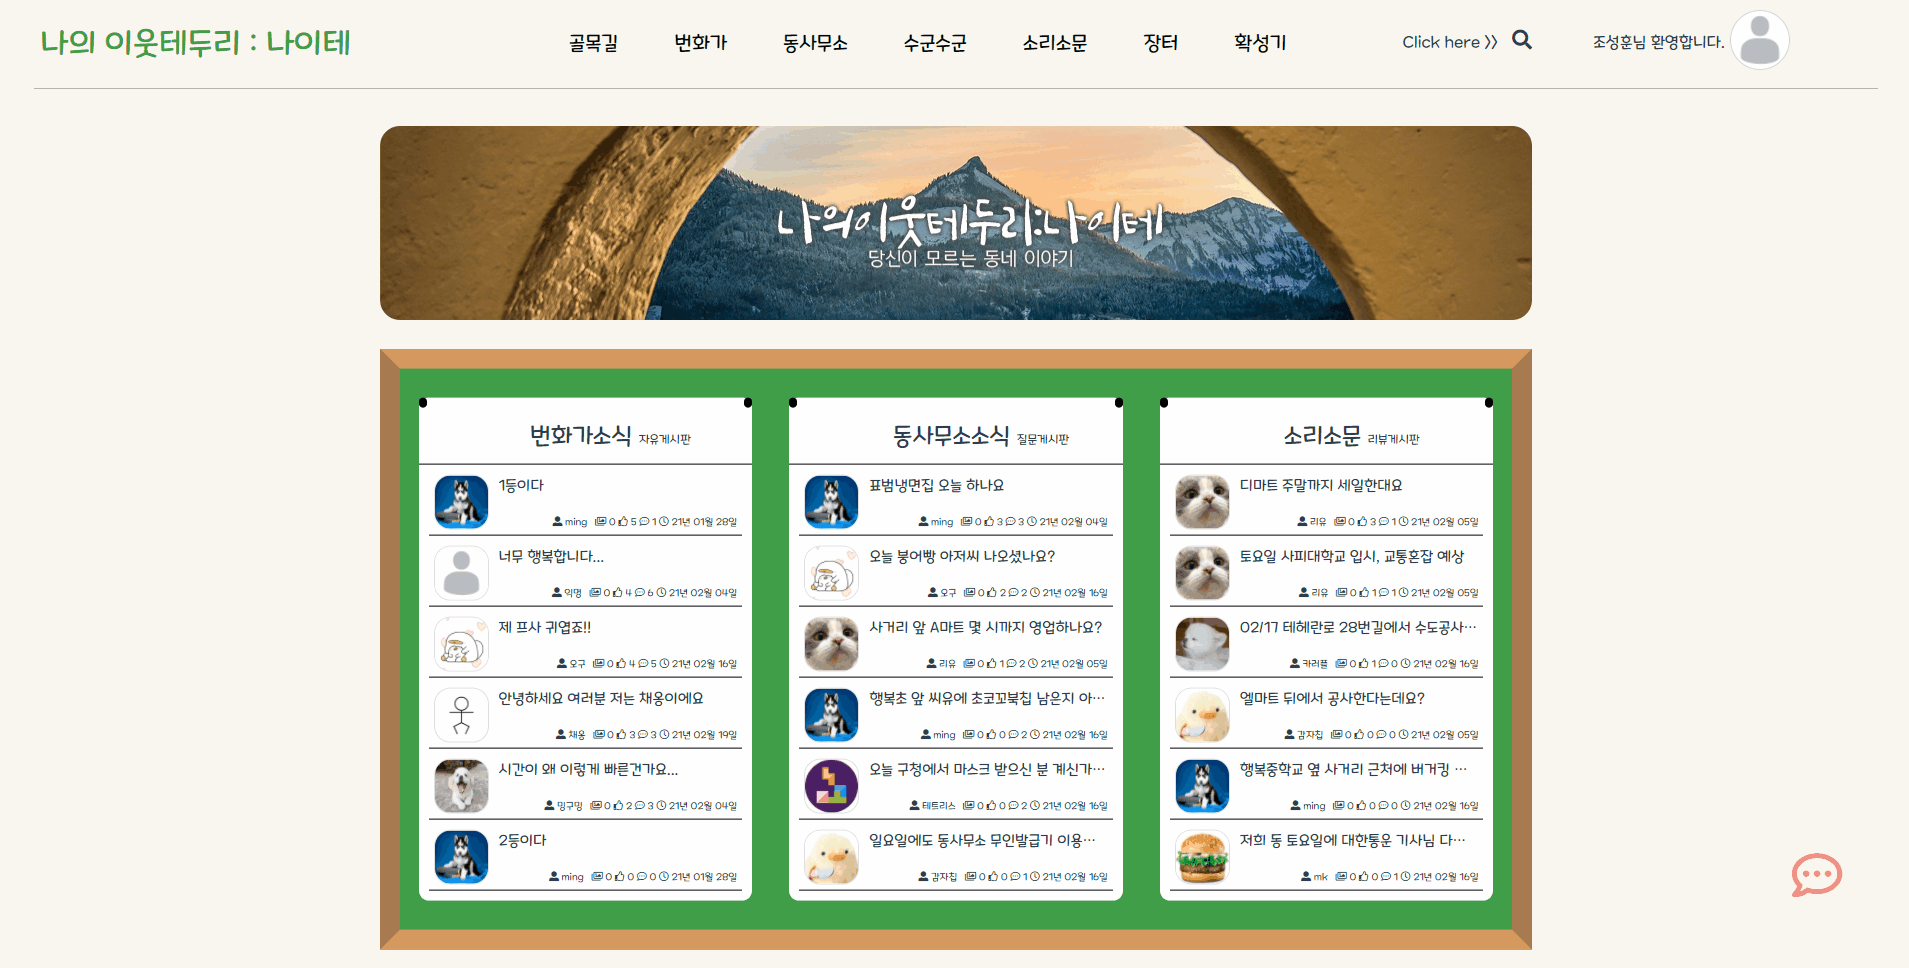 나의 이웃테두리 : 나이테
골목길 번화가 동사무소 수군수군 소리소문 장터 확성기
Click here >>
조성훈님 환영합니다.
나의이웃테두리:나이테
당신이 모르는 동네 이야기
번화가소식 자유게시판
1등이다
ming 0 5 1 21년 01월 28일
너무 행복합니다...
익명 0 4 6 21년 02월 04일
제 프사 귀엽죠!!
오구 0 4 5 21년 02월 16일
안녕하세요 여러분 저는 채웅이에요
채웅 0 3 3 21년 02월 19일
시간이 왜 이렇게 빠른건가요...
밍구밍 0 2 3 21년 02월 04일
2등이다
ming 0 0 0 21년 01월 28일
동사무소소식 질문게시판
표범냉면집 오늘 하나요
ming 0 3 3 21년 02월 04일
오늘 붕어빵 아저씨 나오셨나요?
오구 0 2 2 21년 02월 16일
사거리 앞 A마트 몇 시까지 영업하나요?
리유 0 1 2 21년 02월 05일
행복초 앞 씨유에 초코꼬북칩 남은지 아…
ming 0 0 2 21년 02월 16일
오늘 구청에서 마스크 받으신 분 계신가…
테트리스 0 0 2 21년 02월 16일
일요일에도 동사무소 무인발급기 이용…
감자칩 0 0 1 21년 02월 16일
소리소문 리뷰게시판
디마트 주말까지 세일한대요
리유 0 3 1 21년 02월 05일
토요일 사피대학교 입시, 교통혼잡 예상
리유 0 1 1 21년 02월 05일
02/17 테헤란로 28번길에서 수도공사…
카러플 0 1 0 21년 02월 16일
엘마트 뒤에서 공사한다는데요?
감자칩 0 0 0 21년 02월 05일
행복중학교 옆 사거리 근처에 버거킹 …
ming 0 0 0 21년 02월 16일
저희 동 토요일에 대한통운 기사님 다…
mk 0 0 1 21년 02월 16일